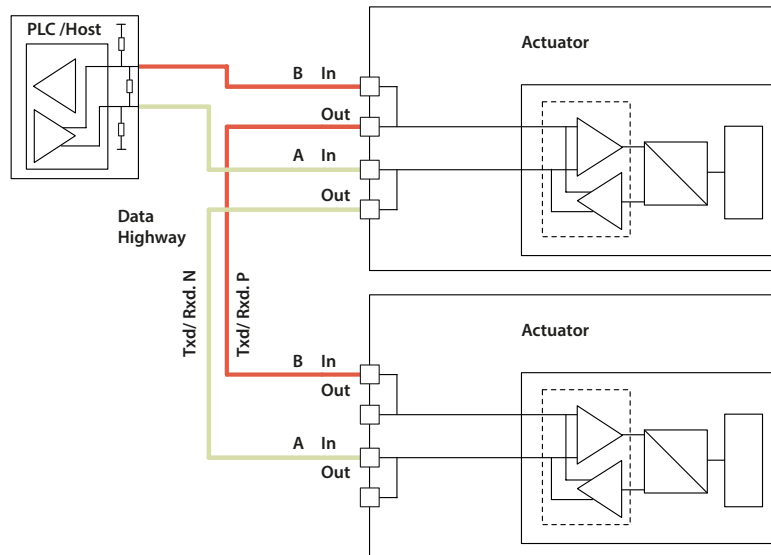 PLC /Host
Actuator
B In
Out
A In
Out
Data
Highway
Txd/ Rxd. N
Txd/ Rxd. P
Actuator
B In
Out
A In
Out